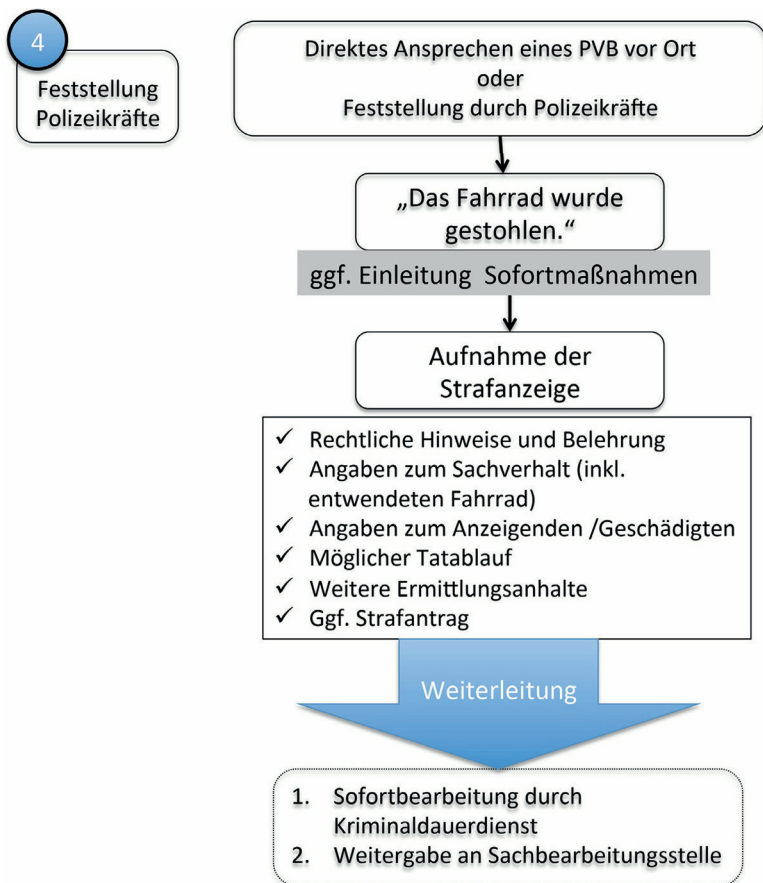 4
Feststellung
Polizeikräfte
Direktes Ansprechen eines PVB vor Ort
oder
Feststellung durch Polizeikräfte
„Das Fahrrad wurde
gestohlen.“
ggf. Einleitung Sofortmaßnahmen
Aufnahme der
Strafanzeige
✓ Rechtliche Hinweise und Belehrung
✓ Angaben zum Sachverhalt (inkl.
entwendeten Fahrrad)
✓ Angaben zum Anzeigenden /Geschädigten
✓ Möglicher Tatablauf
✓ Weitere Ermittlungsanhalte
✓ Ggf. Strafantrag
Weiterleitung
1. Sofortbearbeitung durch
Kriminaldauerdienst
2. Weitergabe an Sachbearbeitungsstelle